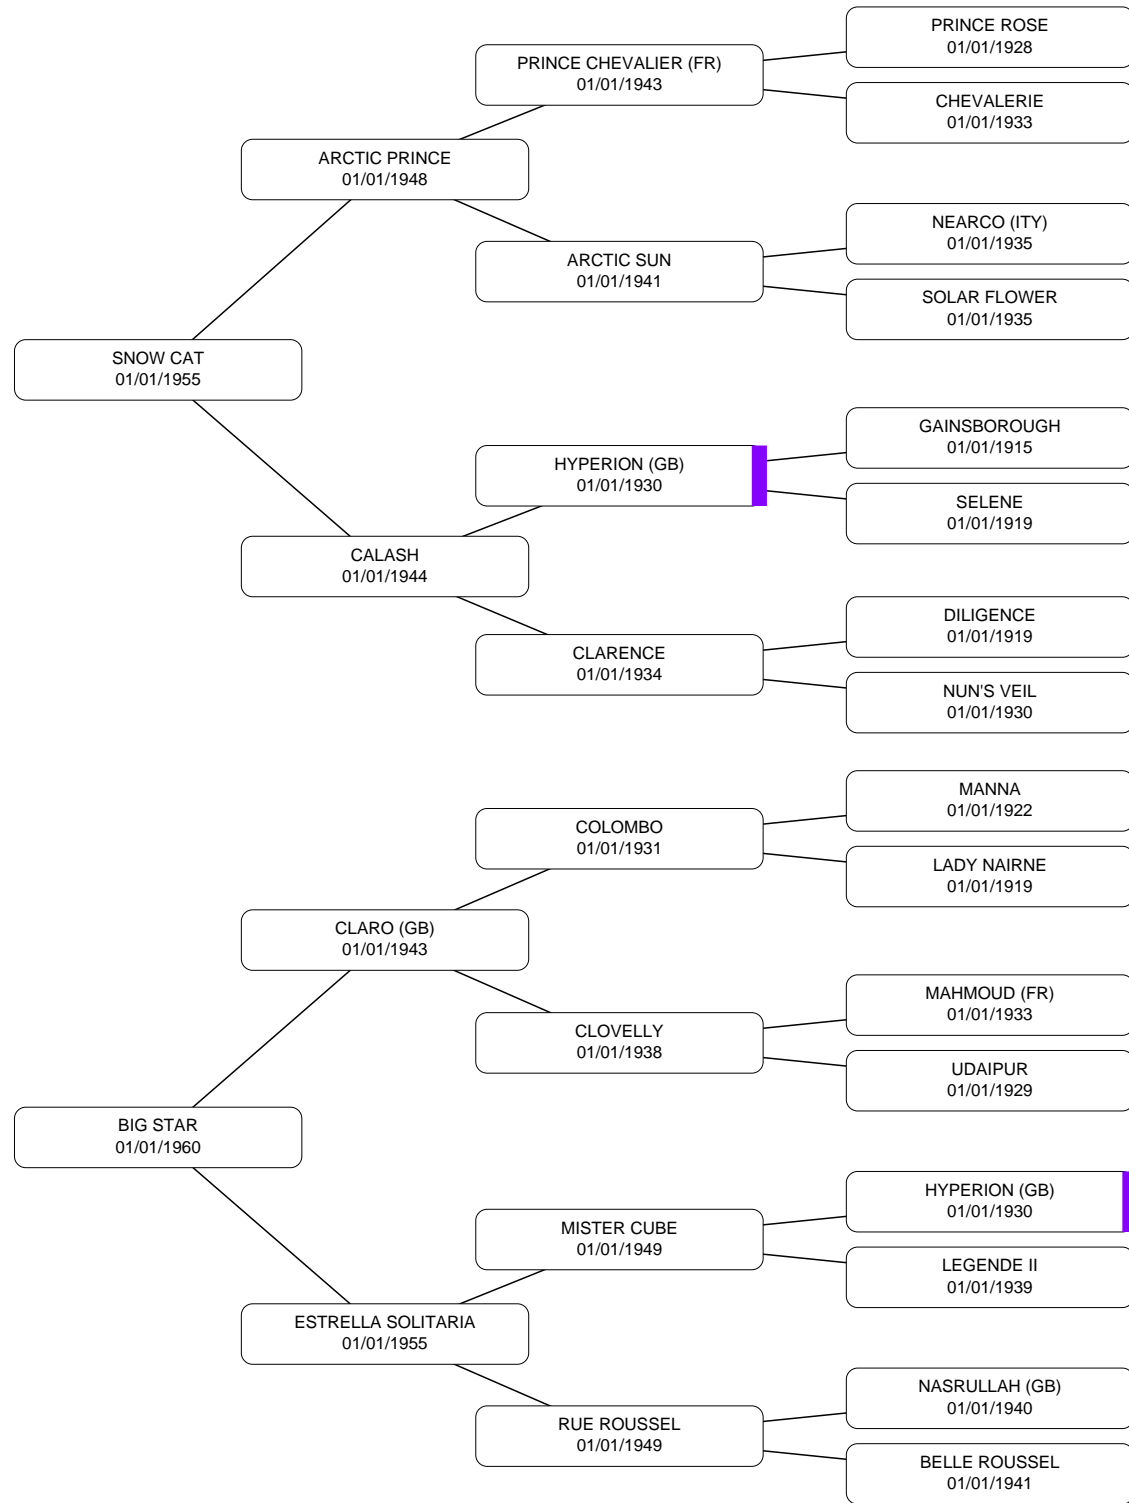 PRINCE ROSE
01/01/1928
PRINCE CHEVALIER (FR)
01/01/1943
CHEVALERIE
01/01/1933
ARCTIC PRINCE
01/01/1948
NEARCO (ITY)
01/01/1935
ARCTIC SUN
01/01/1941
SOLAR FLOWER
01/01/1935
SNOW CAT
01/01/1955
GAINSBOROUGH
01/01/1915
HYPERION (GB)
01/01/1930
SELENE
01/01/1919
CALASH
01/01/1944
DILIGENCE
01/01/1919
CLARENCE
01/01/1934
NUN'S VEIL
01/01/1930
MANNA
01/01/1922
COLOMBO
01/01/1931
LADY NAIRNE
01/01/1919
CLARO (GB)
01/01/1943
MAHMOUD (FR)
01/01/1933
CLOVELLY
01/01/1938
UDAIPUR
01/01/1929
BIG STAR
01/01/1960
HYPERION (GB)
01/01/1930
MISTER CUBE
01/01/1949
LEGENDE II
01/01/1939
ESTRELLA SOLITARIA
01/01/1955
NASRULLAH (GB)
01/01/1940
RUE ROUSSEL
01/01/1949
BELLE ROUSSEL
01/01/1941